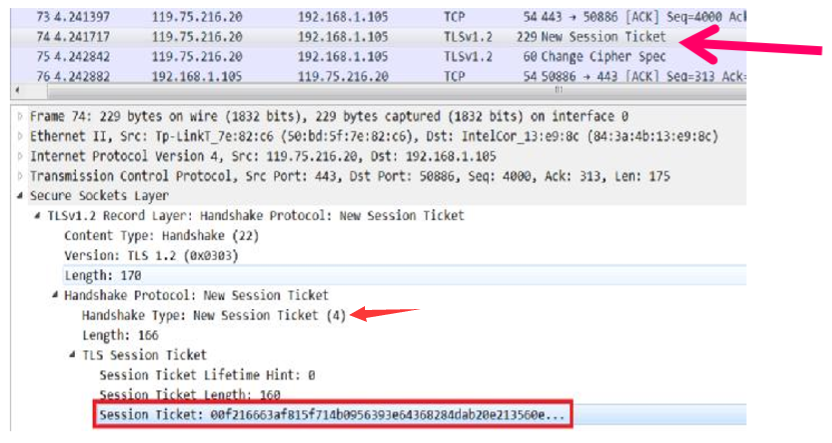 73 4.241397 119.75.216.20 192.168.1.105 TCP 54 443 → 50886 [ACK] Seq=4000 Ack
74 4.241717 119.75.216.20 192.168.1.105 TLSv1.2 229 New Session Ticket
75 4.242842 119.75.216.20 192.168.1.105 TLSv1.2 60 Change Cipher Spec
76 4.242882 192.168.1.105 119.75.216.20 TCP 54 50886 → 443 [ACK] Seq=313 Ack=
Frame 74: 229 bytes on wire (1832 bits), 229 bytes captured (1832 bits) on interface 0
Ethernet II, Src: Tp-LinkT_7e:82:c6 (50:bd:5f:7e:82:c6), Dst: IntelCor_13:e9:8c (84:3a:4b:13:e9:8c)
Internet Protocol Version 4, Src: 119.75.216.20, Dst: 192.168.1.105
Transmission Control Protocol, Src Port: 443, Dst Port: 50886, Seq: 4000, Ack: 313, Len: 175
Secure Sockets Layer
TLSv1.2 Record Layer: Handshake Protocol: New Session Ticket
Content Type: Handshake (22)
Version: TLS 1.2 (0x0303)
Length: 170
Handshake Protocol: New Session Ticket
Handshake Type: New Session Ticket (4)
Length: 166
TLS Session Ticket
Session Ticket Lifetime Hint: 0
Session Ticket Length: 160
Session Ticket: 00f216663af815f714b0956393e64368284dab20e213560e...